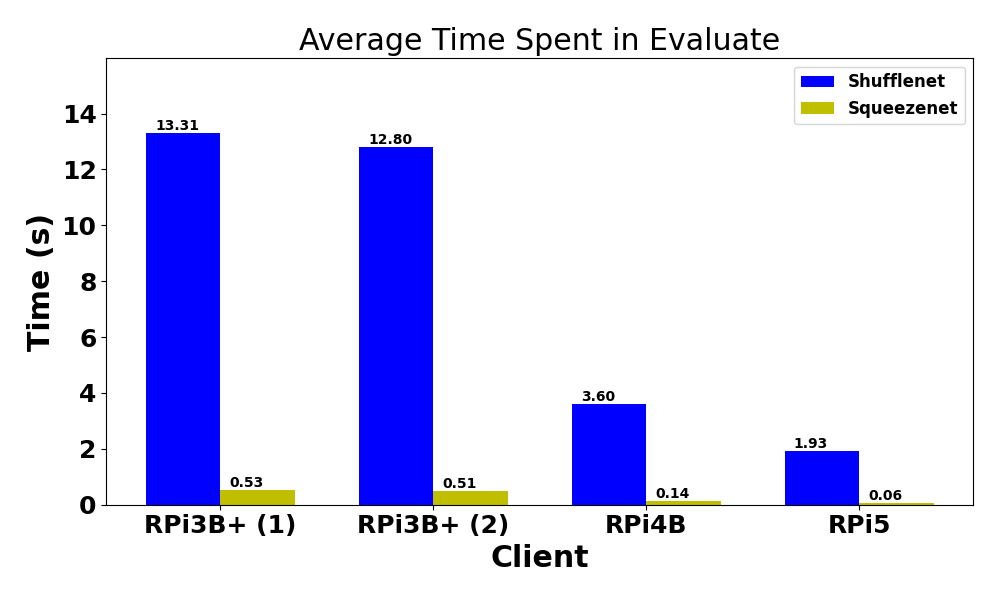 Average Time Spent in Evaluate
Shufflenet
Squeezenet
Time (s)
14
12
10
8
6
4
2
0
13.31
0.53
12.80
0.51
3.60
0.14
1.93
0.06
RPi3B+ (1)
RPi3B+ (2)
RPi4B
RPi5
Client